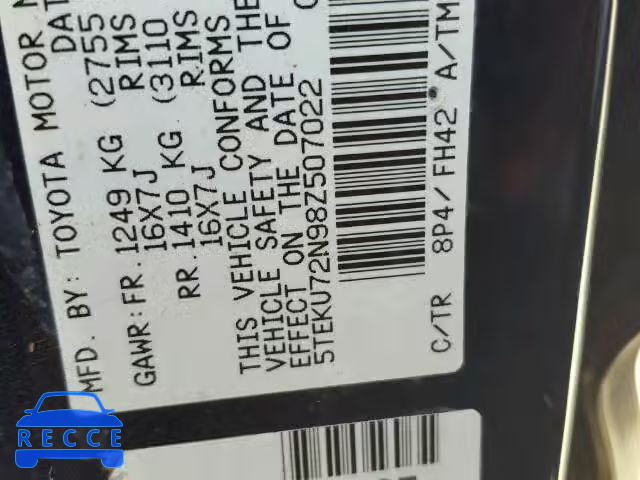 MFD. BY: TOYOTA MOTOR
DAT
GAWR:FR. 1249 KG (2755
16X7J RIMS
RR. 1410 KG (3110
16X7J RIMS
THIS VEHICLE CONFORMS
VEHICLE SAFETY AND THE
EFFECT ON THE DATE OF
5TEKU72N98Z507022
C/TR 8P4/FH42 A/TM
RECCE